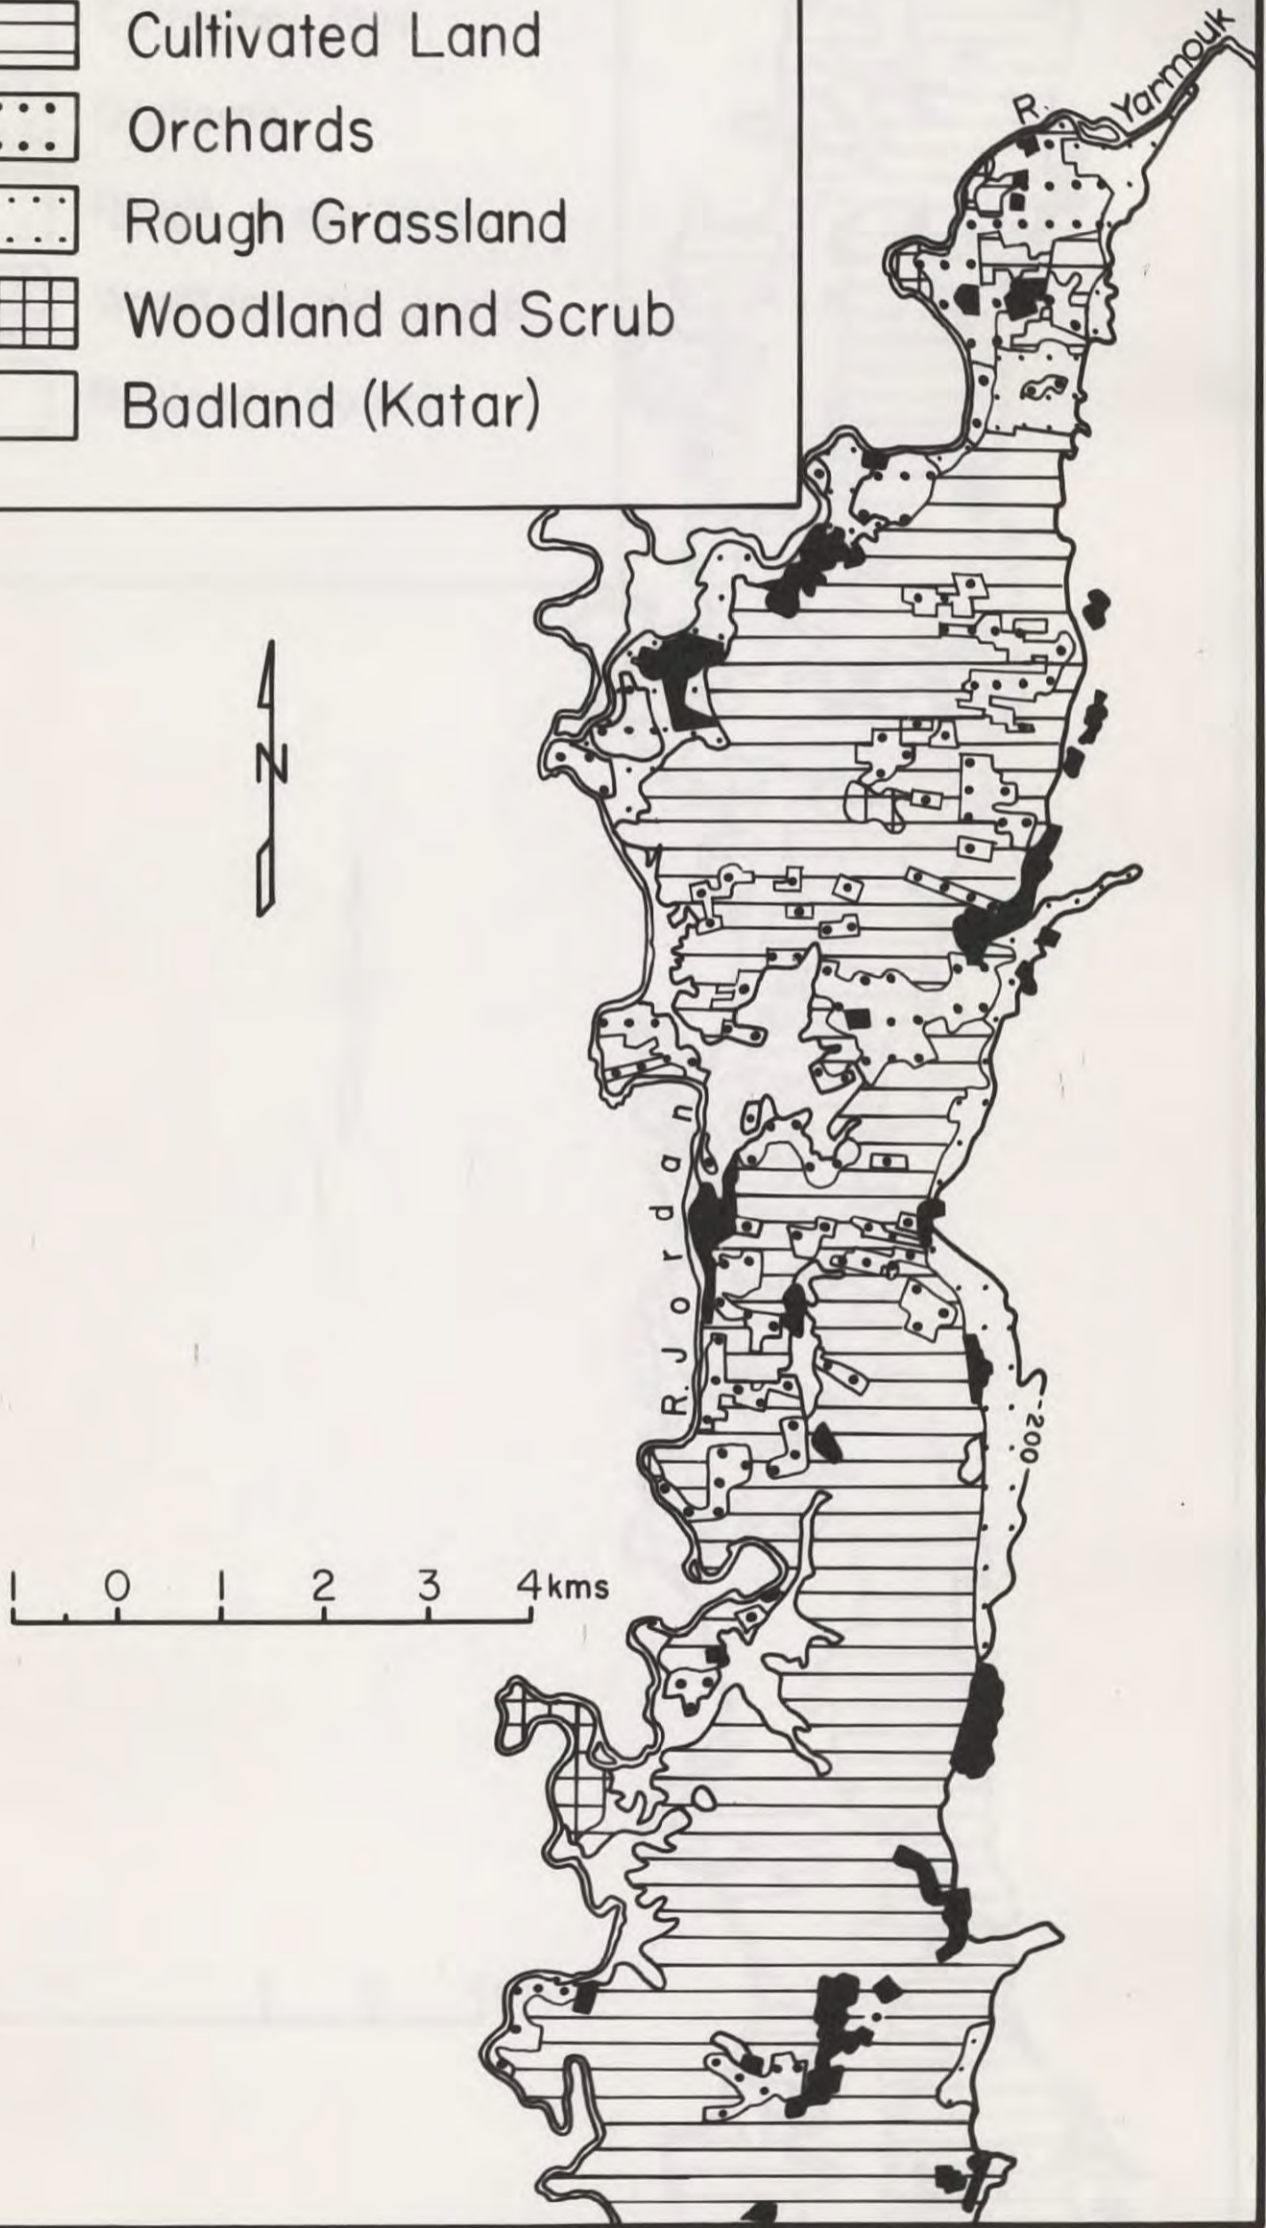 Cultivated Land
Orchards
Rough Grassland
Woodland and Scrub
Badland (Katar)
R. Yarmouk
N
R. Jordan
-200
1 0 1 2 3 4 kms